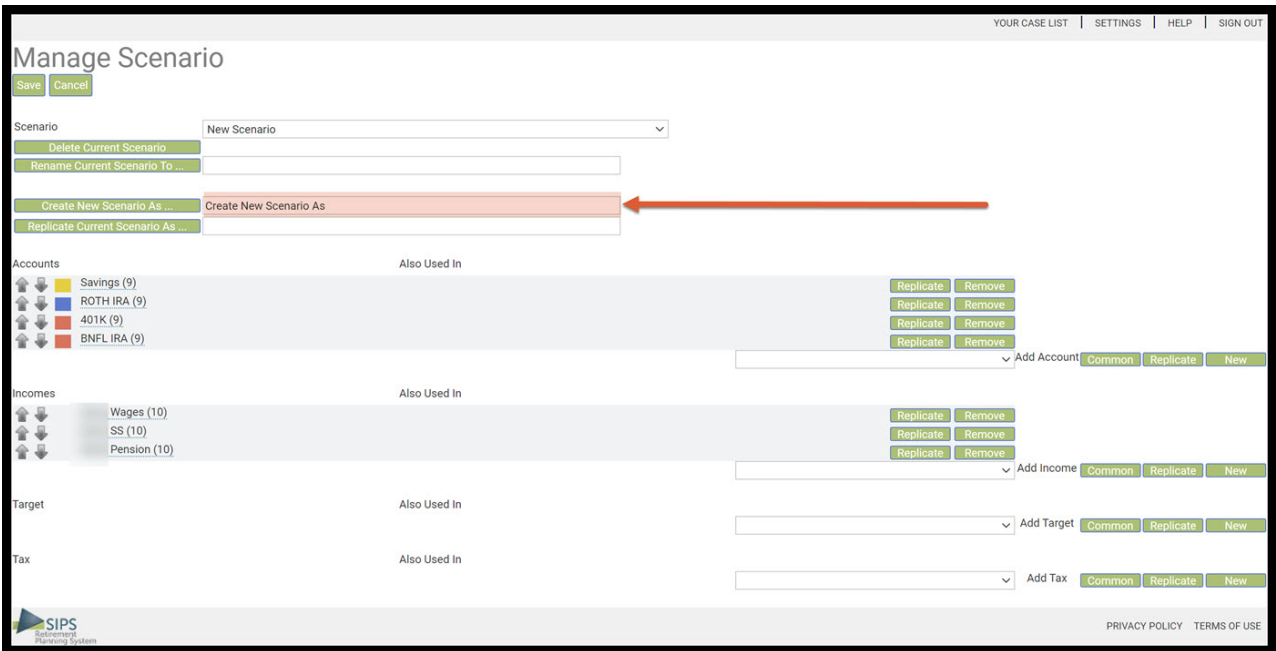 YOUR CASE LIST | SETTINGS | HELP | SIGN OUT
Manage Scenario
Save Cancel
Scenario New Scenario
Delete Current Scenario
Rename Current Scenario To ...
Create New Scenario As ... Create New Scenario As
Replicate Current Scenario As ...
Accounts Also Used In
Savings (9) Replicate Remove
ROTH IRA (9) Replicate Remove
401K (9) Replicate Remove
BNFL IRA (9) Replicate Remove
Add Account Common Replicate New
Incomes Also Used In
Wages (10) Replicate Remove
SS (10) Replicate Remove
Pension (10) Replicate Remove
Add Income Common Replicate New
Target Also Used In
Add Target Common Replicate New
Tax Also Used In
Add Tax Common Replicate New
SIPS
Retirement
Planning System
PRIVACY POLICY TERMS OF USE